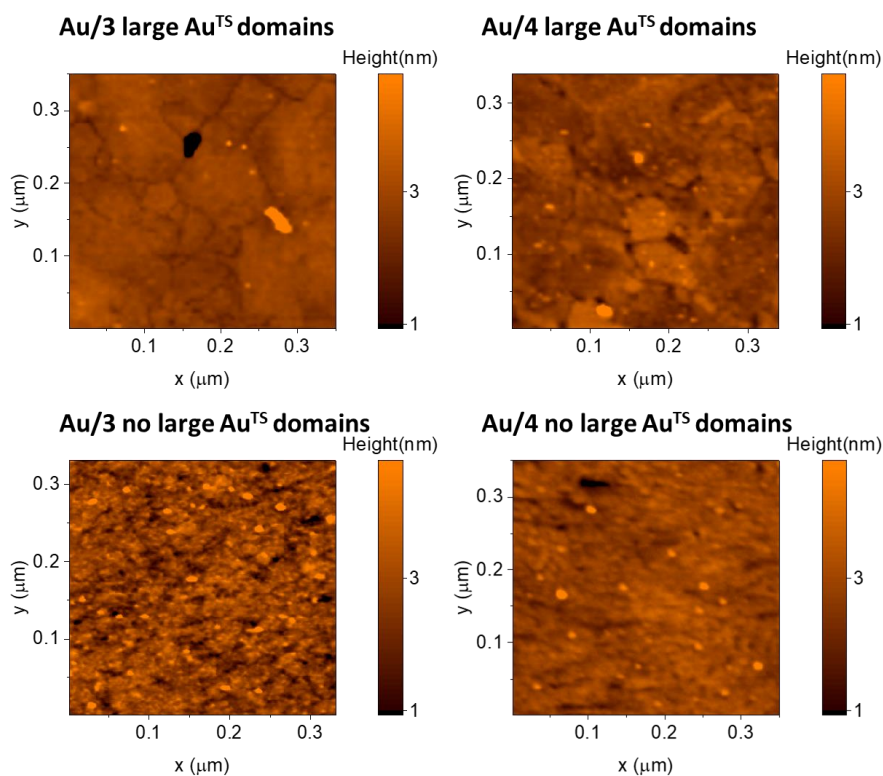 Au/3 large Au^TS domains
Height(nm)
0.3
0.2
0.1
y (μm)
0.1
0.2
0.3
x (μm)
3
1
Au/4 large Au^TS domains
Height(nm)
0.3
0.2
0.1
y (μm)
0.1
0.2
0.3
x (μm)
3
1
Au/3 no large Au^TS domains
Height(nm)
0.3
0.2
0.1
y (μm)
0.1
0.2
0.3
x (μm)
3
1
Au/4 no large Au^TS domains
Height(nm)
0.3
0.2
0.1
y (μm)
0.1
0.2
0.3
x (μm)
3
1